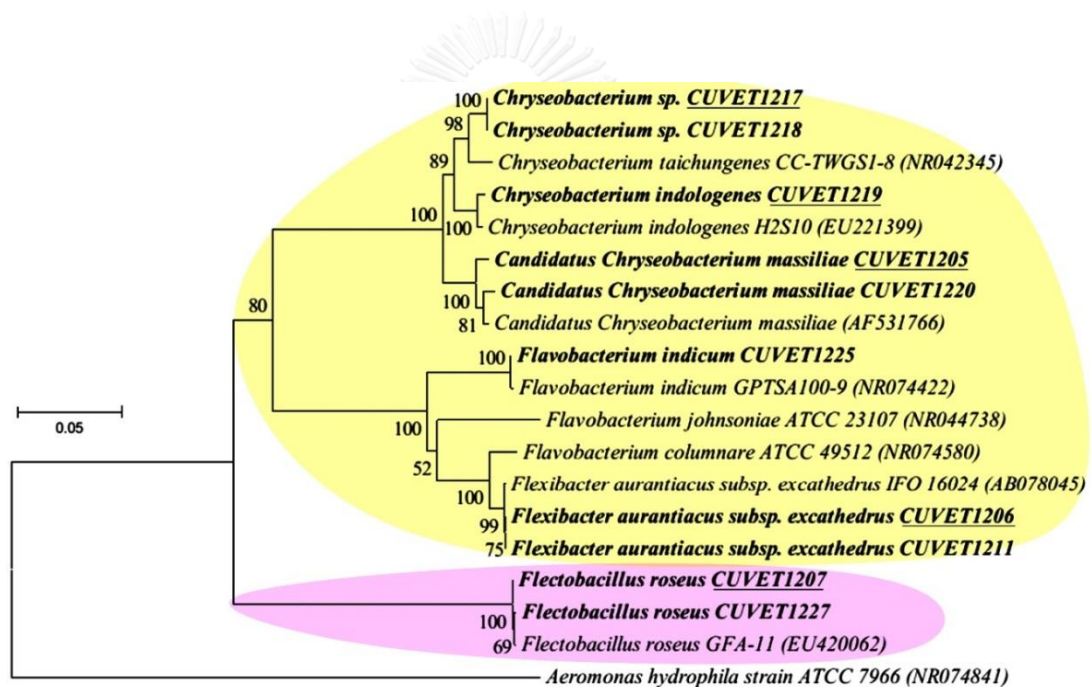 100
Chryseobacterium sp. CUVET1217
98
Chryseobacterium sp. CUVET1218
89
Chryseobacterium taichungenes CC-TWGS1-8 (NR042345)
Chryseobacterium indologenes CUVET1219
100
100
Chryseobacterium indologenes H2S10 (EU221399)
Candidatus Chryseobacterium massiliae CUVET1205
100
Candidatus Chryseobacterium massiliae CUVET1220
80
81
Candidatus Chryseobacterium massiliae (AF531766)
100
Flavobacterium indicum CUVET1225
Flavobacterium indicum GPTSA100-9 (NR074422)
0.05
100
Flavobacterium johnsoniae ATCC 23107 (NR044738)
52
Flavobacterium columnare ATCC 49512 (NR074580)
100
Flexibacter aurantiacus subsp. excathedrus IFO 16024 (AB078045)
99
Flexibacter aurantiacus subsp. excathedrus CUVET1206
75
Flexibacter aurantiacus subsp. excathedrus CUVET1211
Flectobacillus roseus CUVET1207
100
Flectobacillus roseus CUVET1227
69
Flectobacillus roseus GFA-11 (EU420062)
Aeromonas hydrophila strain ATCC 7966 (NR074841)